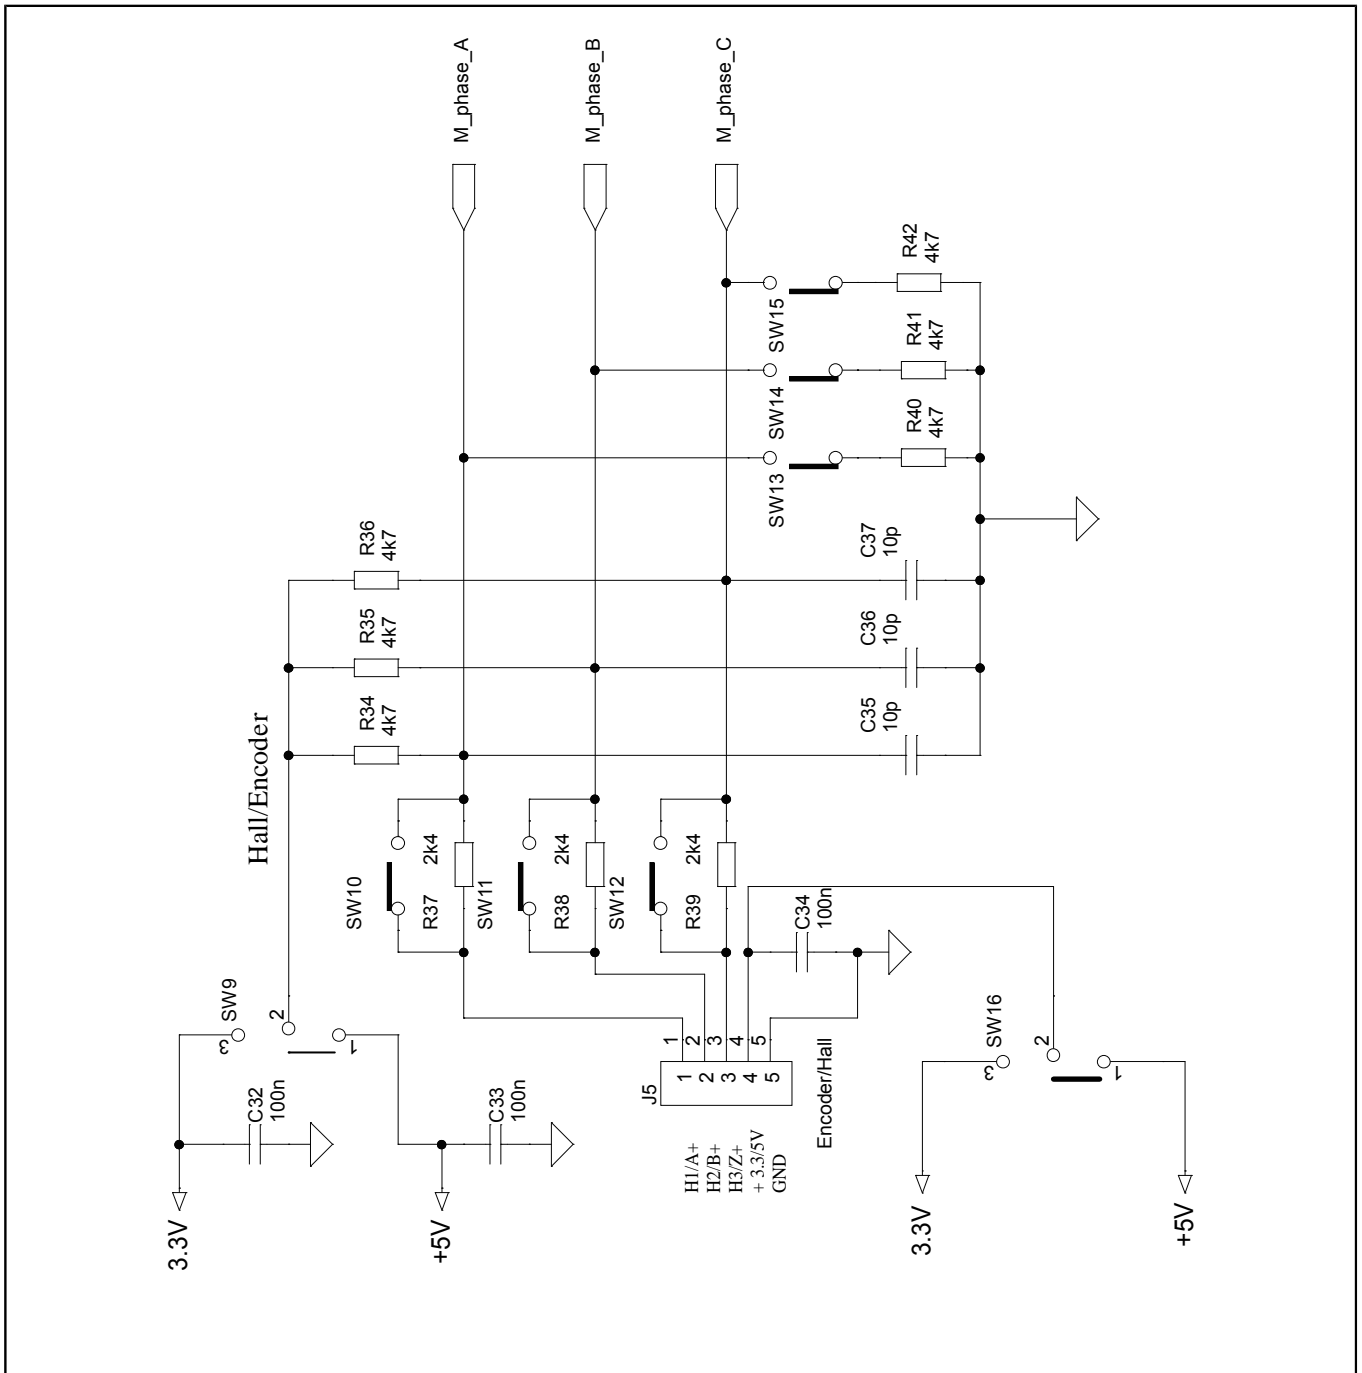 M_phase_A
M_phase_B
M_phase_C
R42
4k7
SW15
R41
4k7
SW14
R40
4k7
SW13
R36
4k7
C37
10p
R35
4k7
C36
10p
R34
4k7
C35
10p
Hall/Encoder
SW10
R37
2k4
SW11
R38
2k4
SW12
R39
2k4
C34
100n
SW9
3
2
1
SW16
3
2
1
C32
100n
C33
100n
J5
1
2
3
4
5
1
2
3
4
5
Encoder/Hall
H1/A+
H2/B+
H3/Z+
+ 3.3/5V
GND
3.3V
+5V
3.3V
+5V